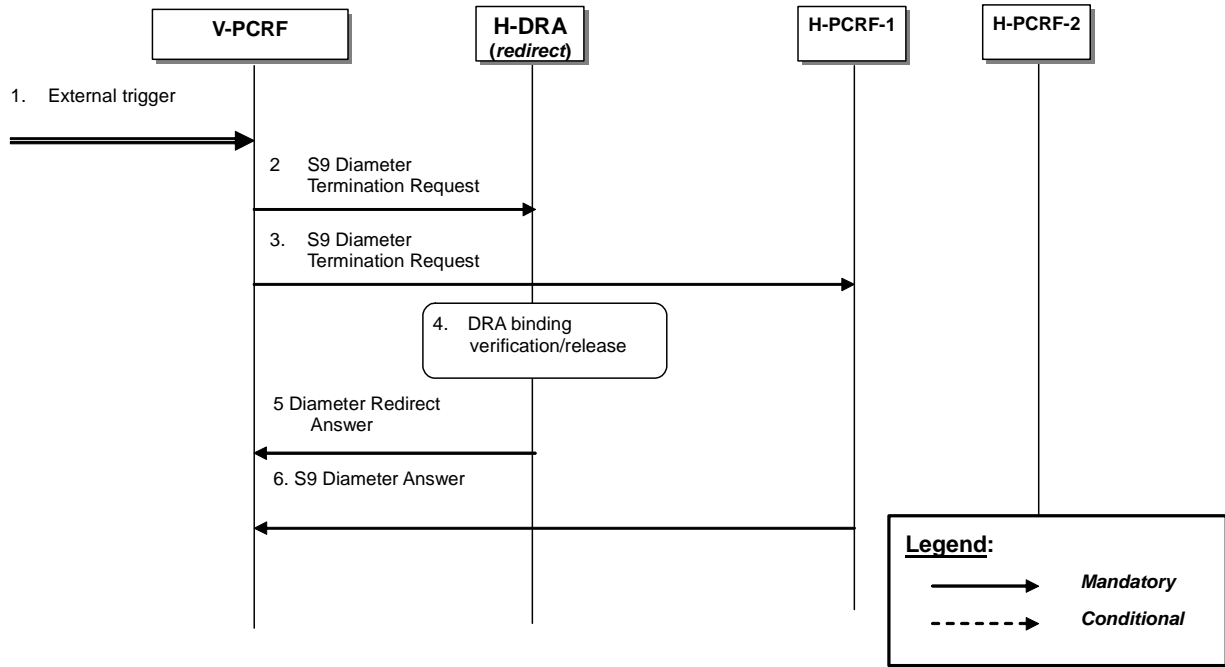 V-PCRF
H-DRA
(redirect)
H-PCRF-1
H-PCRF-2
1. External trigger
2 S9 Diameter
Termination Request
3. S9 Diameter
Termination Request
4. DRA binding
verification/release
5 Diameter Redirect
Answer
6. S9 Diameter Answer
Legend:
Mandatory
Conditional